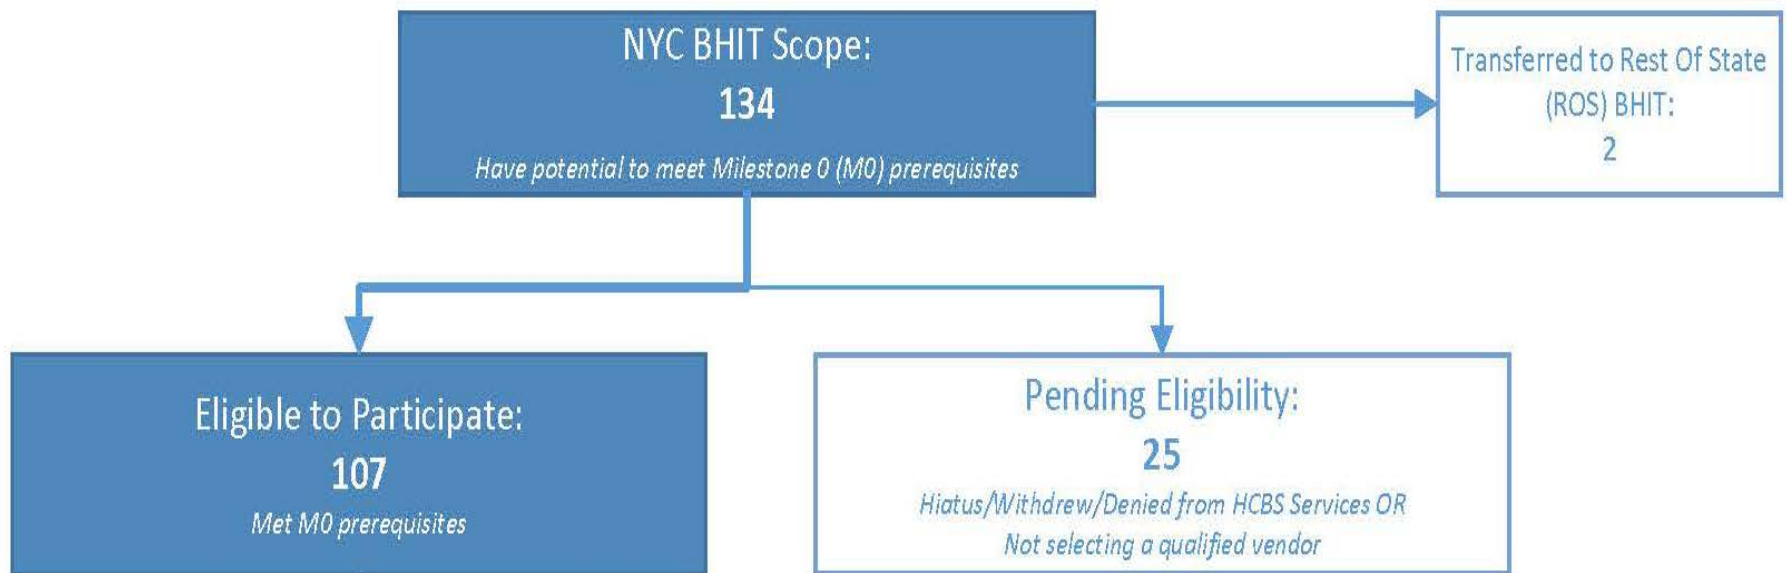 NYC BHIT Scope:
134
Have potential to meet Milestone 0 (M0) prerequisites
Transferred to Rest Of State
(ROS) BHIT:
2
Eligible to Participate:
107
Met M0 prerequisites
Pending Eligibility:
25
Hiatus/Withdrew/Denied from HCBS Services OR
Not selecting a qualified vendor